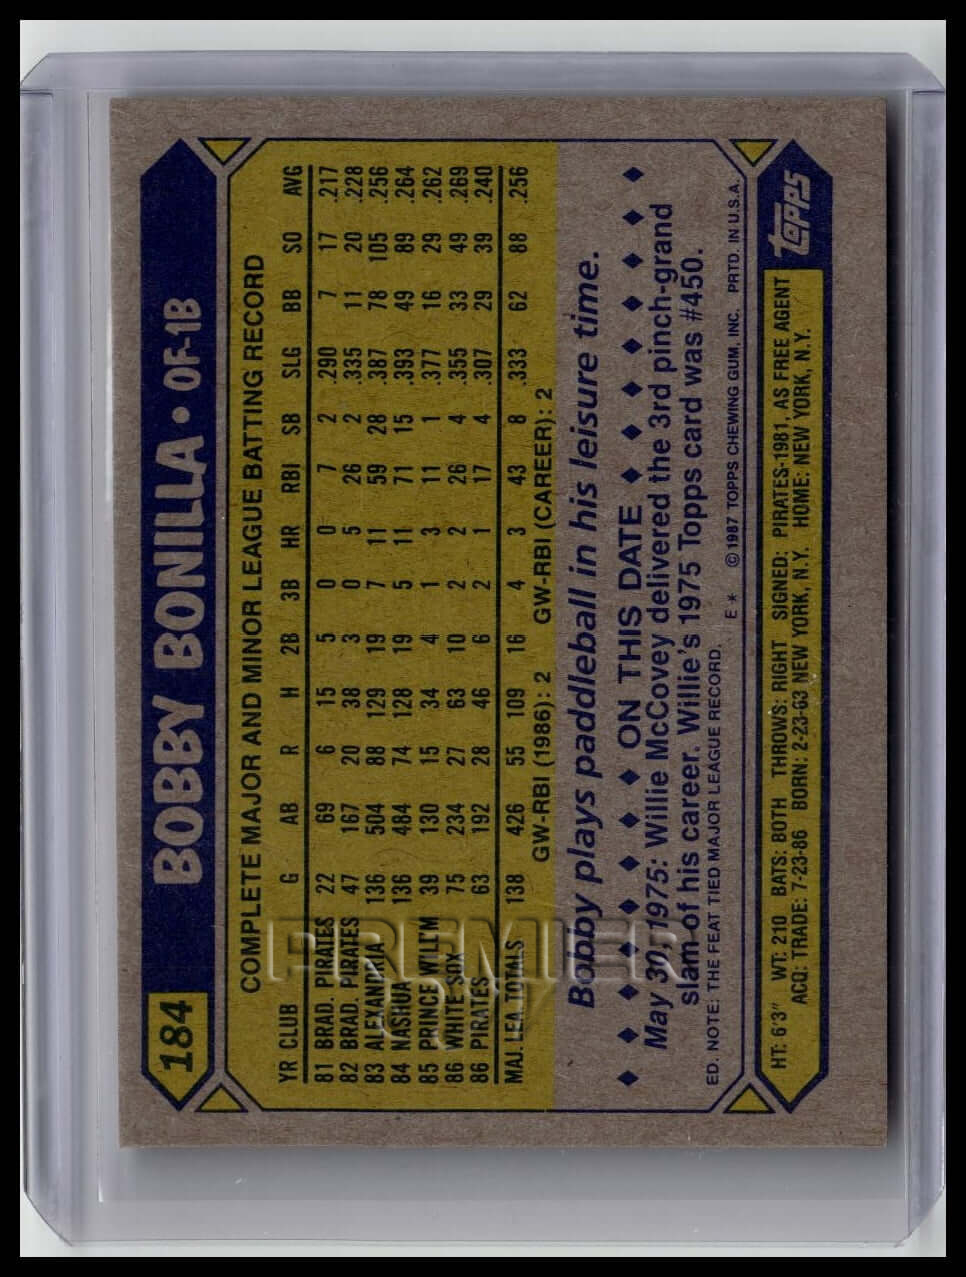 184 BOBBY BONILLA • OF-1B
COMPLETE MAJOR AND MINOR LEAGUE BATTING RECORD
YR CLUB G AB R H 2B 3B HR RBI SB SLG BB SO AVG
81 BRAD. PIRATES 22 69 6 15 5 0 0 7 2 .290 7 17 .217
82 BRAD. PIRATES 47 167 20 38 3 0 5 26 2 .335 11 20 .228
83 ALEXANDRIA 136 504 88 129 19 7 11 59 28 .387 78 105 .256
84 NASHUA 136 484 74 128 19 5 11 71 15 .393 49 89 .264
85 PRINCE WILL'M 39 130 15 34 4 1 3 11 1 .377 16 29 .262
86 WHITE SOX 75 234 27 63 10 2 2 26 4 .355 33 49 .269
86 PIRATES 63 192 28 46 6 2 1 17 4 .307 29 39 .240
MAJ. LEA. TOTALS 138 426 55 109 16 4 3 43 8 .333 62 88 .256
GW-RBI (1986): 2 GW-RBI (CAREER): 2
Bobby plays paddleball in his leisure time.
ON THIS DATE
May 30, 1975: Willie McCovey delivered the 3rd pinch-grand
slam of his career. Willie's 1975 Topps card was #450.
ED. NOTE: THE FEAT TIED MAJOR LEAGUE RECORD. E * © 1987 TOPPS CHEWING GUM, INC. PRTD. IN U.S.A.
HT: 6'3" WT: 210 BATS: BOTH THROWS: RIGHT SIGNED: PIRATES-1981, AS FREE AGENT
ACQ: TRADE: 7-23-86 BORN: 2-23-63 NEW YORK, N.Y. HOME: NEW YORK, N.Y.
TOPPS
PREMIER